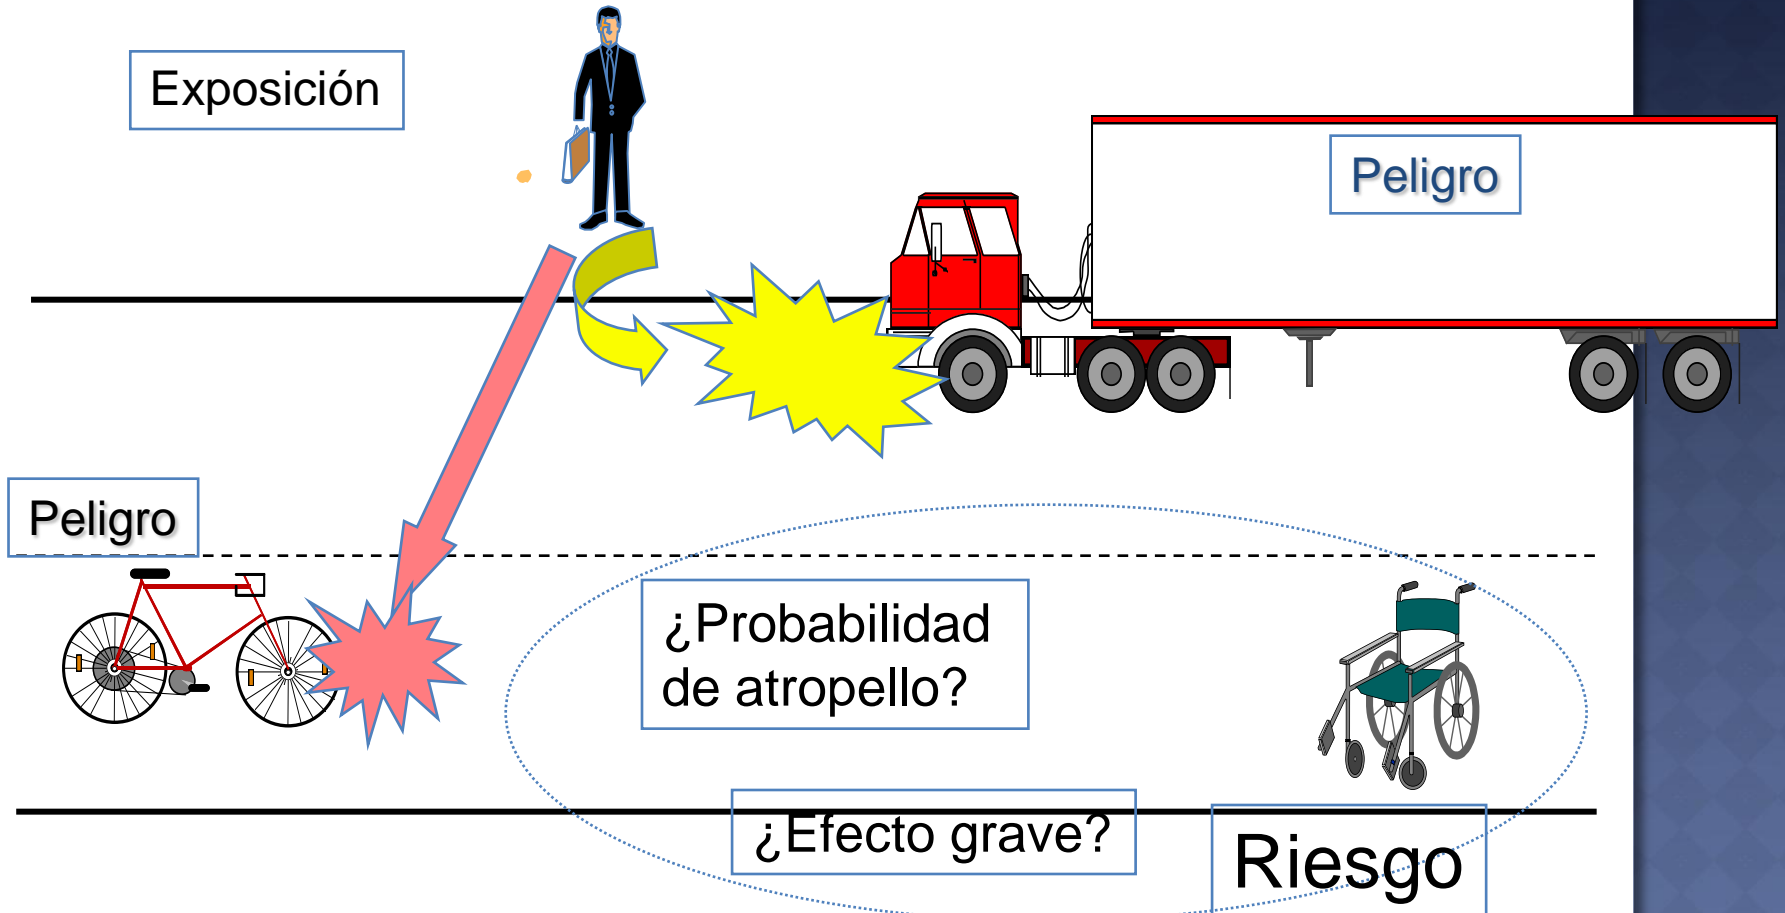 Exposición
Peligro
Peligro
¿Probabilidad
de atropello?
¿Efecto grave?
Riesgo